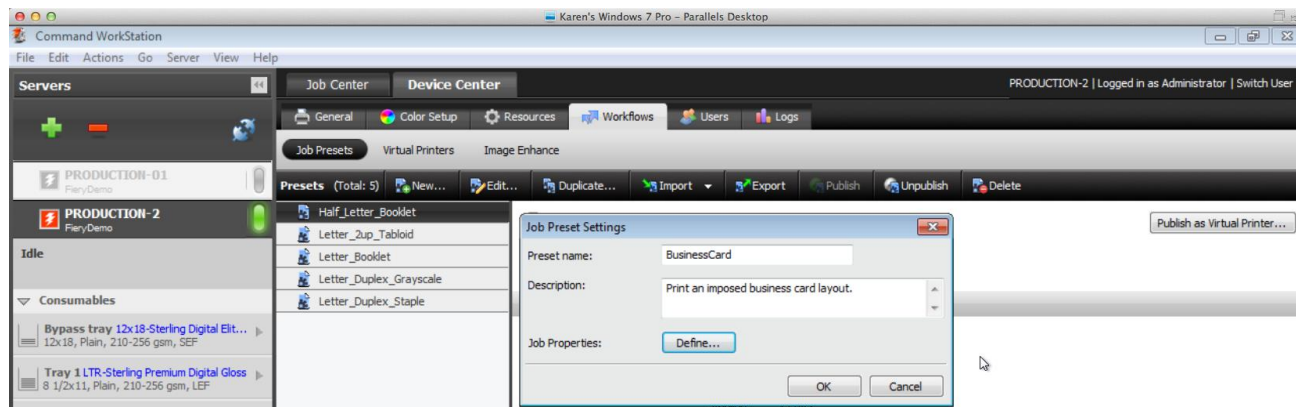 Karen's Windows 7 Pro - Parallels Desktop
Command WorkStation
File Edit Actions Go Server View Help
Servers
Job Center Device Center
PRODUCTION-2 | Logged in as Administrator | Switch User
General Color Setup Resources Workflows Users Logs
Job Presets Virtual Printers Image Enhance
PRODUCTION-01
FieryDemo
Presets (Total: 5) New... Edit... Duplicate... Import Export Publish Unpublish Delete
PRODUCTION-2
FieryDemo
Idle
Consumables
Bypass tray 12x18-Sterling Digital Elit...
12x18, Plain, 210-256 gsm, SEF
Tray 1 LTR-Sterling Premium Digital Gloss
8 1/2x11, Plain, 210-256 gsm, LEF
Half_Letter_Booklet
Letter_2up_Tabloid
Letter_Booklet
Letter_Duplex_Grayscale
Letter_Duplex_Staple
Publish as Virtual Printer...
Job Preset Settings
Preset name: BusinessCard
Description: Print an imposed business card layout.
Job Properties: Define...
OK Cancel